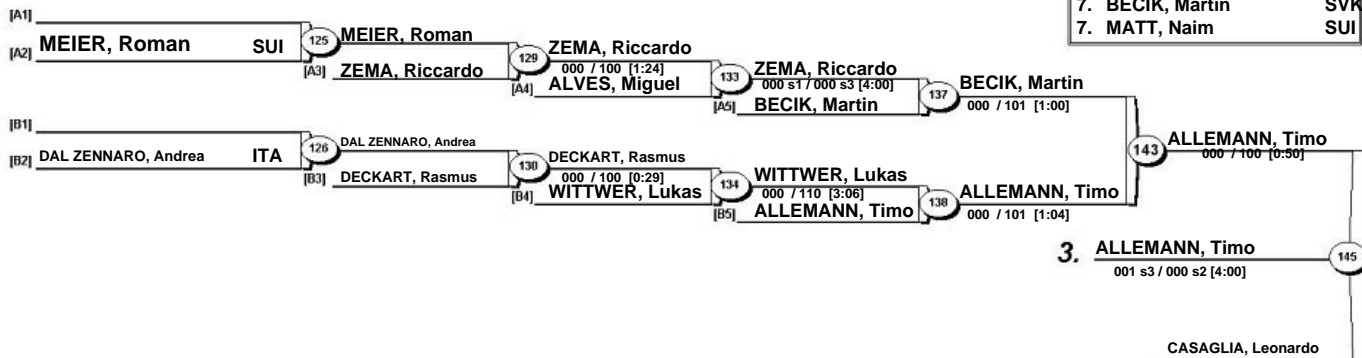 7. BECIK, Martin SVK
7. MATT, Naim SUI
[A1]
[A2] MEIER, Roman SUI 125 MEIER, Roman
[A3] ZEMA, Riccardo
129 ZEMA, Riccardo
000 / 100 [1:24]
[A4] ALVES, Miguel
133 ZEMA, Riccardo
000 s1 / 000 s3 [4:00]
[A5] BECIK, Martin
137 BECIK, Martin
000 / 101 [1:00]
[B1]
[B2] DAL ZENNARO, Andrea ITA 126 DAL ZENNARO, Andrea
[B3] DECKART, Rasmus
130 DECKART, Rasmus
000 / 100 [0:29]
[B4] WITTWER, Lukas
134 WITTWER, Lukas
000 / 110 [3:06]
[B5] ALLEMANN, Timo
138 ALLEMANN, Timo
000 / 101 [1:04]
143 ALLEMANN, Timo
000 / 100 [0:50]
3. ALLEMANN, Timo 145
001 s3 / 000 s2 [4:00]
CASAGLIA, Leonardo